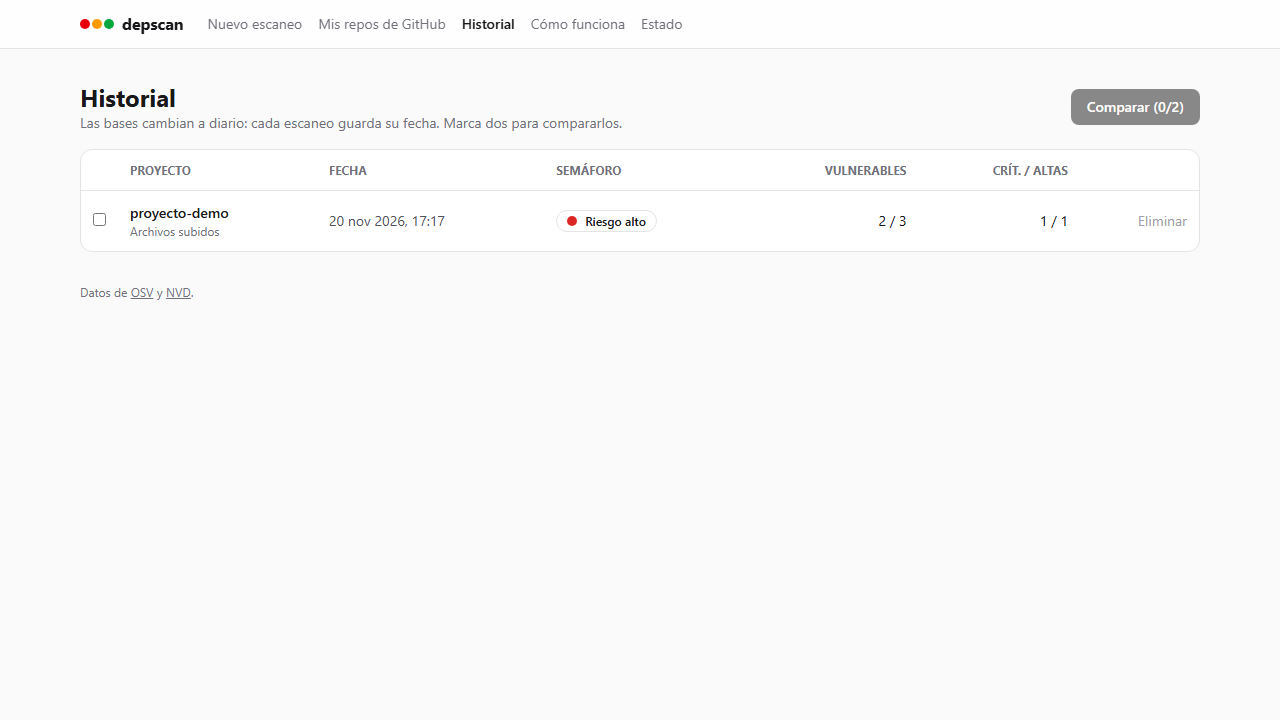 depscan Nuevo escaneo Mis repos de GitHub Historial Cómo funciona Estado
Historial
Las bases cambian a diario: cada escaneo guarda su fecha. Marca dos para compararlos.
Comparar (0/2)
PROYECTO FECHA SEMÁFORO VULNERABLES CRÍT. / ALTAS
proyecto-demo 20 nov 2026, 17:17 Riesgo alto 2 / 3 1 / 1 Eliminar
Archivos subidos
Datos de OSV y NVD.